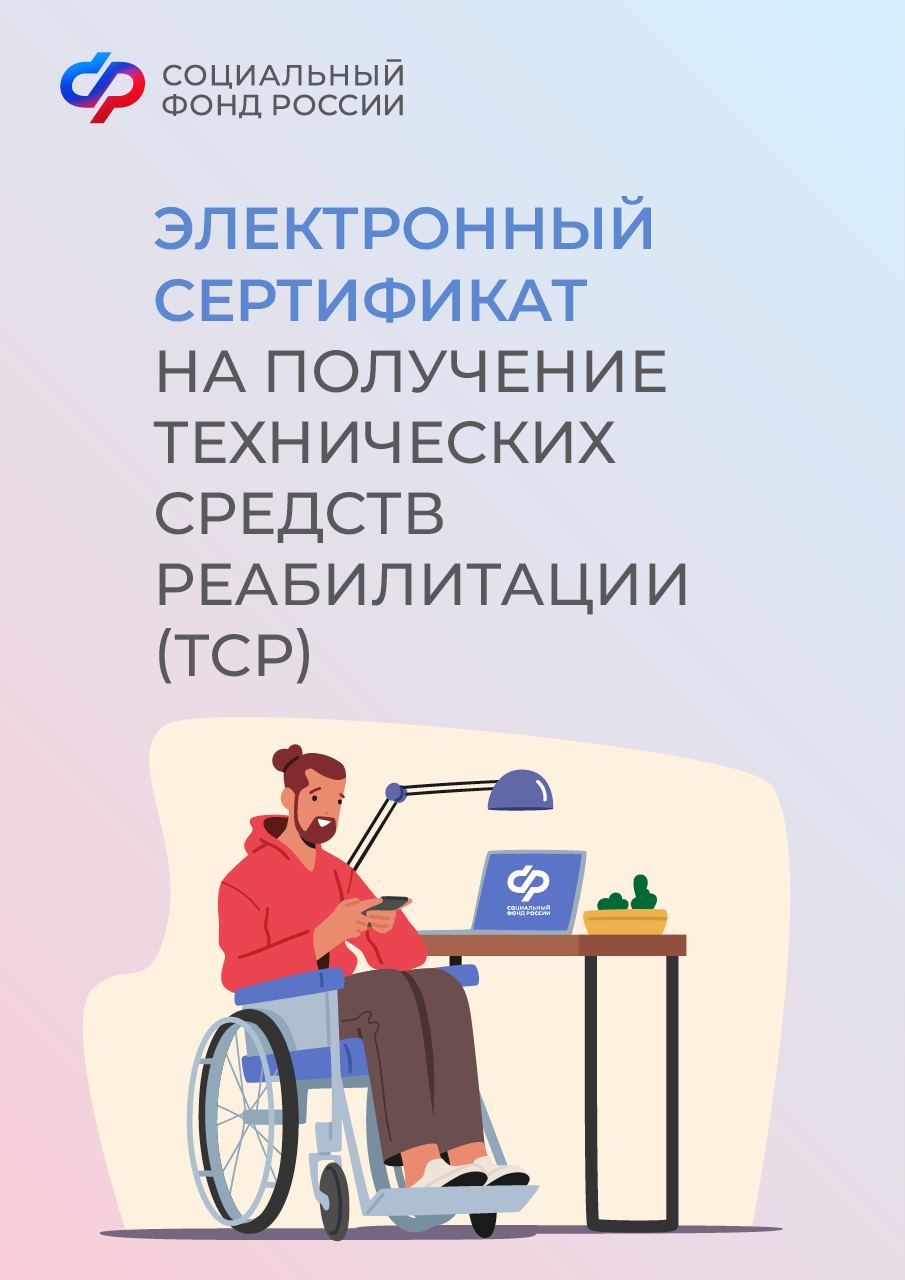 СОЦИАЛЬНЫЙ
ФОНД РОССИИ
ЭЛЕКТРОННЫЙ
СЕРТИФИКАТ
НА ПОЛУЧЕНИЕ
ТЕХНИЧЕСКИХ
СРЕДСТВ
РЕАБИЛИТАЦИИ
(ТСР)
СОЦИАЛЬНЫЙ
ФОНД РОССИИ